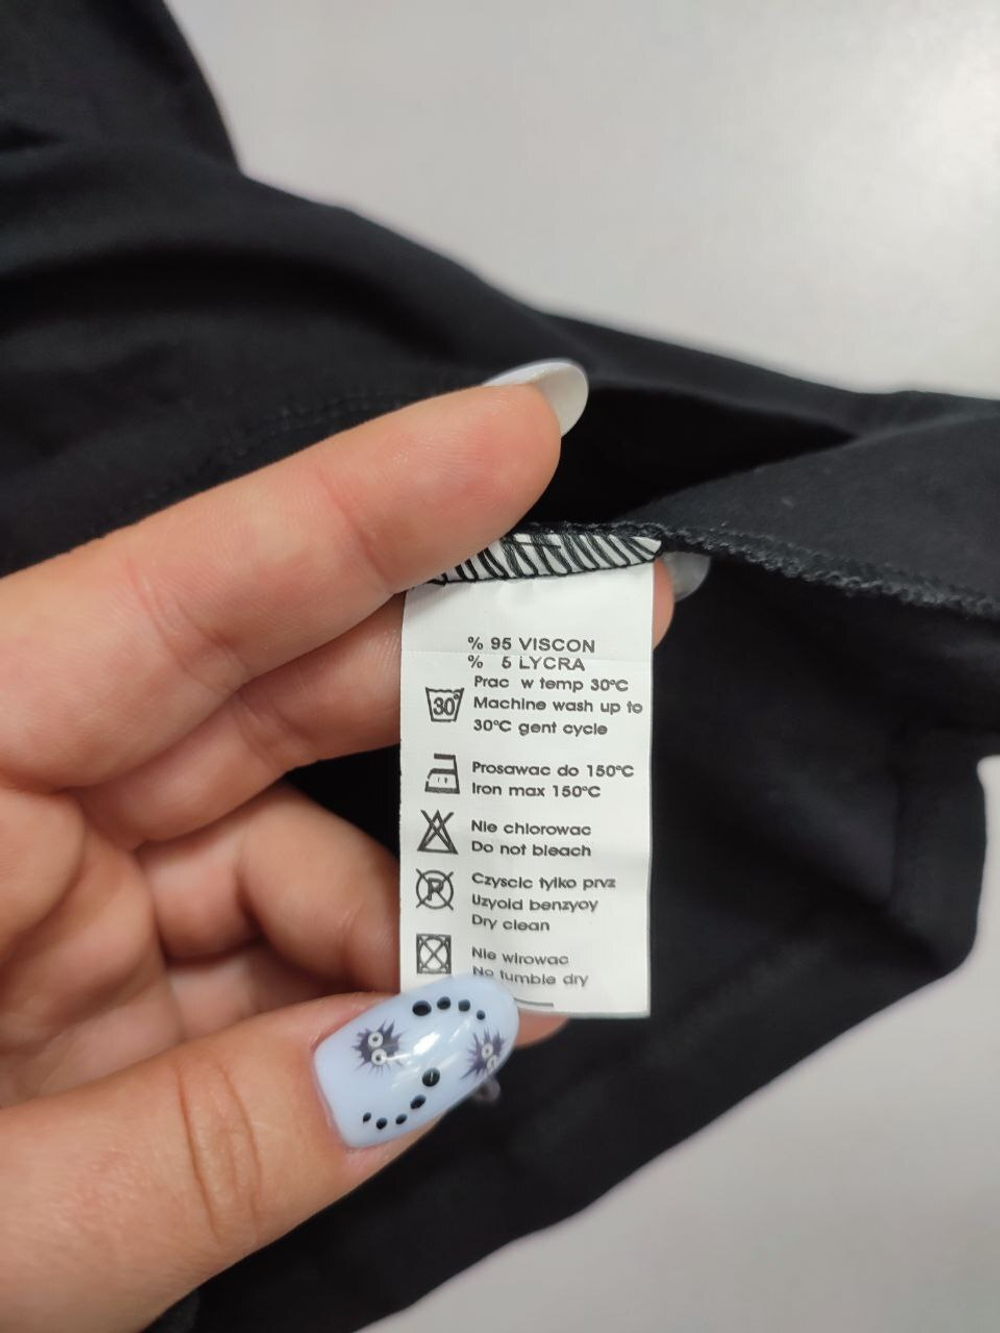 % 95 VISCON
% 5 LYCRA
Prac w temp 30°C
30° Machine wash up to
30°C gent cycle
Prosawac do 150°C
Iron max 150°C
Nie chlorowac
Do not bleach
P Czyscic tylko prvz
Uzyold benzyoy
Dry clean
Nie wirowac
No tumble dry